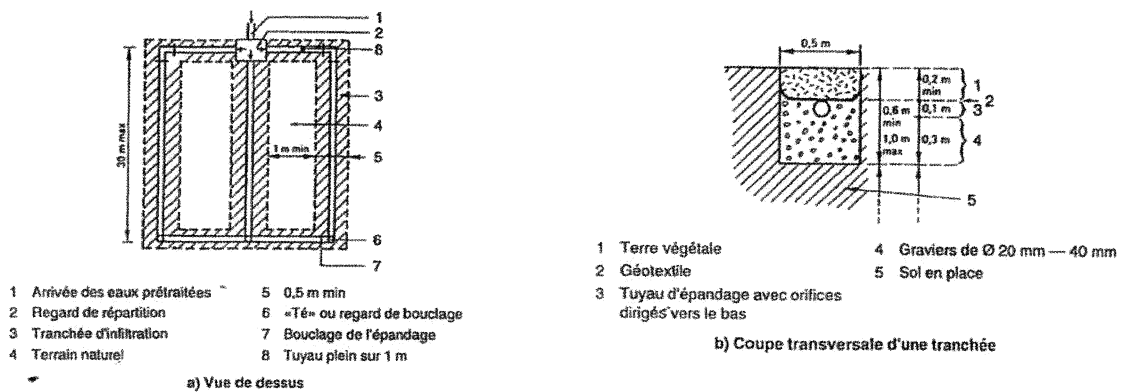 1
2
8
3
4
5
6
7
30 m max
1 m min
1 Arrivée des eaux prétraitées
2 Regard de répartition
3 Tranchée d'infiltration
4 Terrain naturel
5 0,5 m min
6 «Té» ou regard de bouclage
7 Bouclage de l'épandage
8 Tuyau plein sur 1 m
a) Vue de dessus
0,5 m
0,2 m
min
0,6 m
min
1,0 m
max
0,1 m
0,3 m
1
2
3
4
5
1 Terre végétale
2 Géotextile
3 Tuyau d'épandage avec orifices
dirigés vers le bas
4 Graviers de Ø 20 mm — 40 mm
5 Sol en place
b) Coupe transversale d'une tranchée